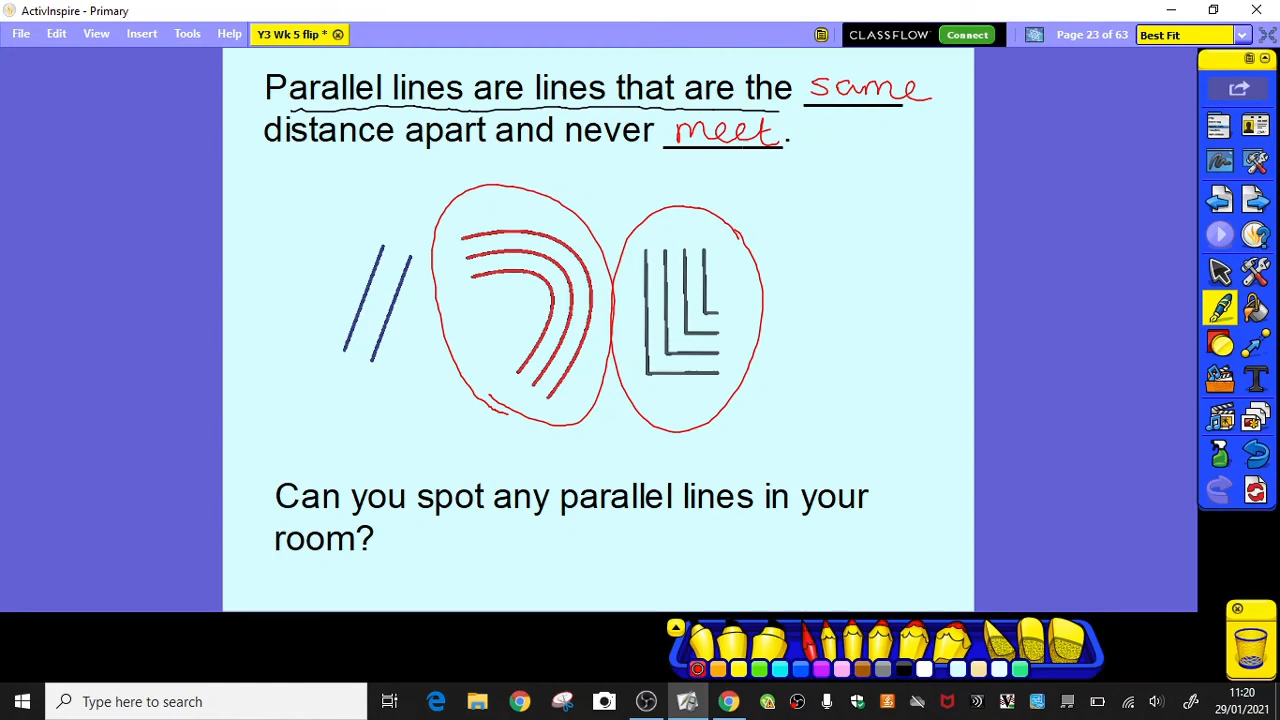 ActivInspire - Primary
File Edit View Insert Tools Help Y3 Wk 5 flip * CLASSFLOW Connect Page 23 of 63 Best Fit
Parallel lines are lines that are the same
distance apart and never meet.
Can you spot any parallel lines in your
room?
Type here to search
11:20
29/01/2021